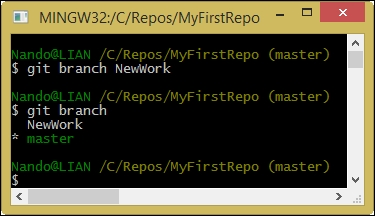 MINGW32:/C/Repos/MyFirstRepo
Nando@LIAN /C/Repos/MyFirstRepo (master)
$ git branch NewWork
Nando@LIAN /C/Repos/MyFirstRepo (master)
$ git branch
  NewWork
* master
Nando@LIAN /C/Repos/MyFirstRepo (master)
$